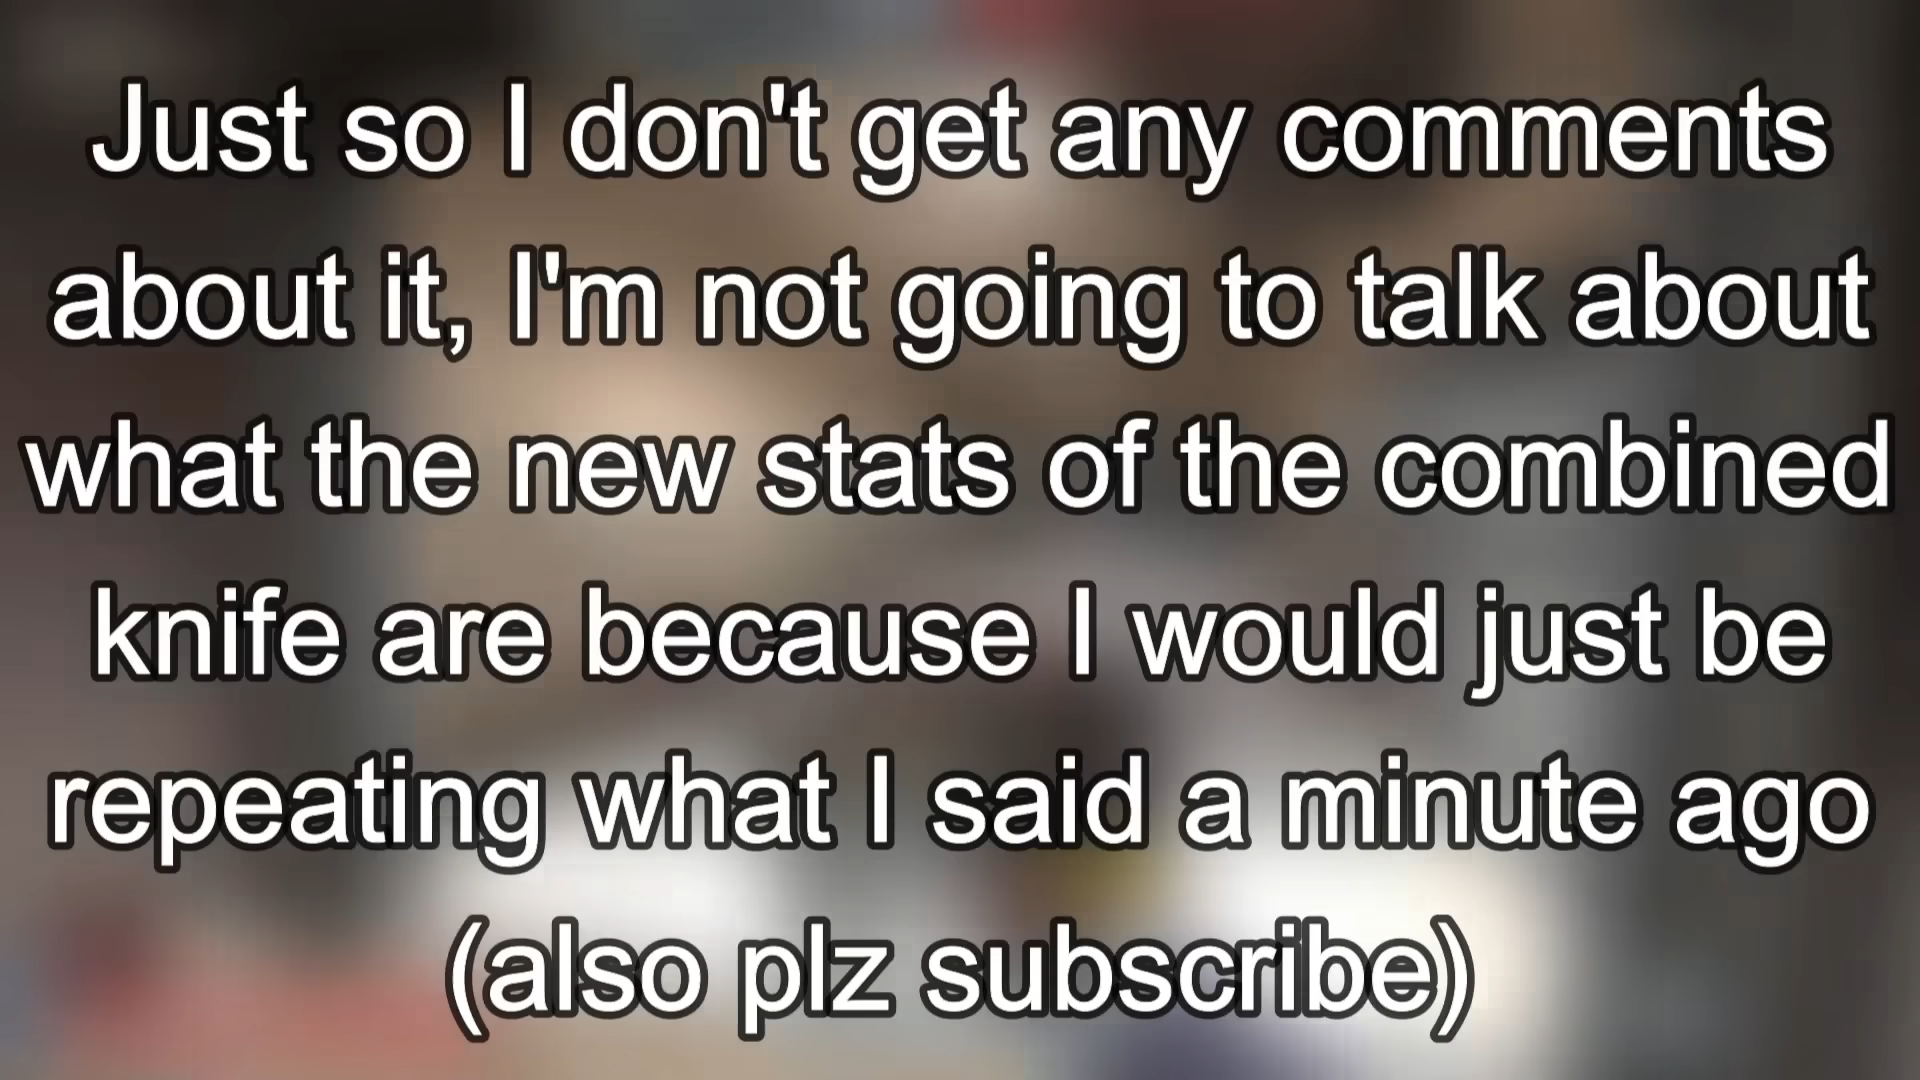 Just so I don't get any comments
about it, I'm not going to talk about
what the new stats of the combined
knife are because I would just be
repeating what I said a minute ago
(also plz subscribe)